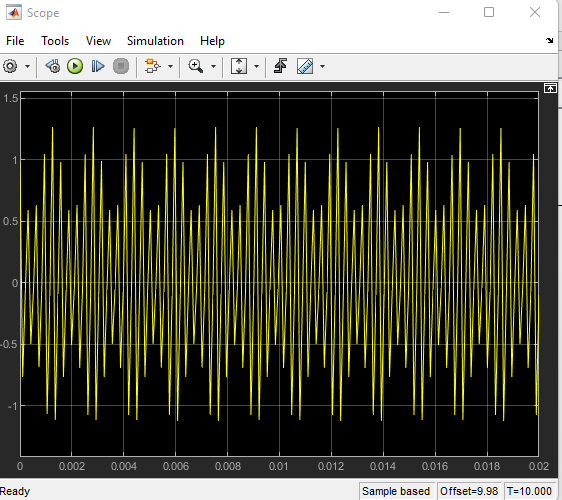 Scope
File Tools View Simulation Help
1.5
1
0.5
0
-0.5
-1
0 0.002 0.004 0.006 0.008 0.01 0.012 0.014 0.016 0.018 0.02
Ready Sample based Offset=9.98 T=10.000